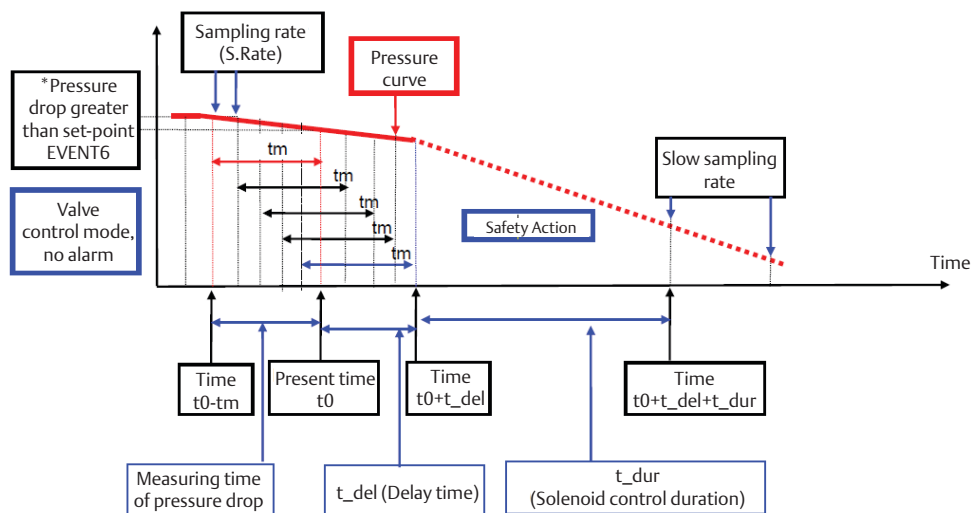 Sampling rate
(S.Rate)
Pressure
curve
*Pressure
drop greater
than set-point
EVENT6
tm
tm
tm
tm
tm
Slow sampling
rate
Valve
control mode,
no alarm
Safety Action
Time
Time
t0-tm
Present time
t0
Time
t0+t_del
Time
t0+t_del+t_dur
Measuring time
of pressure drop
t_del (Delay time)
t_dur
(Solenoid control duration)